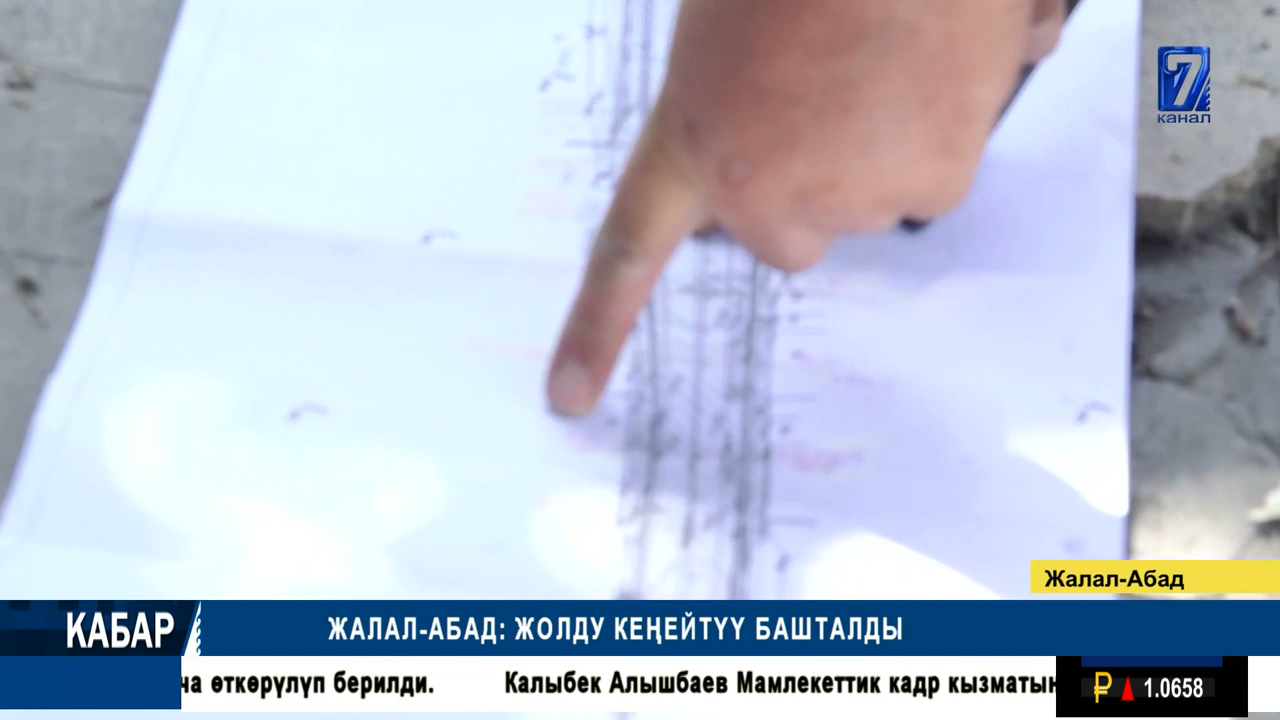 7
канал
Жалал-Абад
КАБАР
ЖАЛАЛ-АБАД: ЖОЛДУ КЕҢЕЙТҮҮ БАШТАЛДЫ
ча өткөрүлүп берилди. Калыбек Алышбаев Мамлекеттик кадр кызматын
₽ ▲ 1.0658